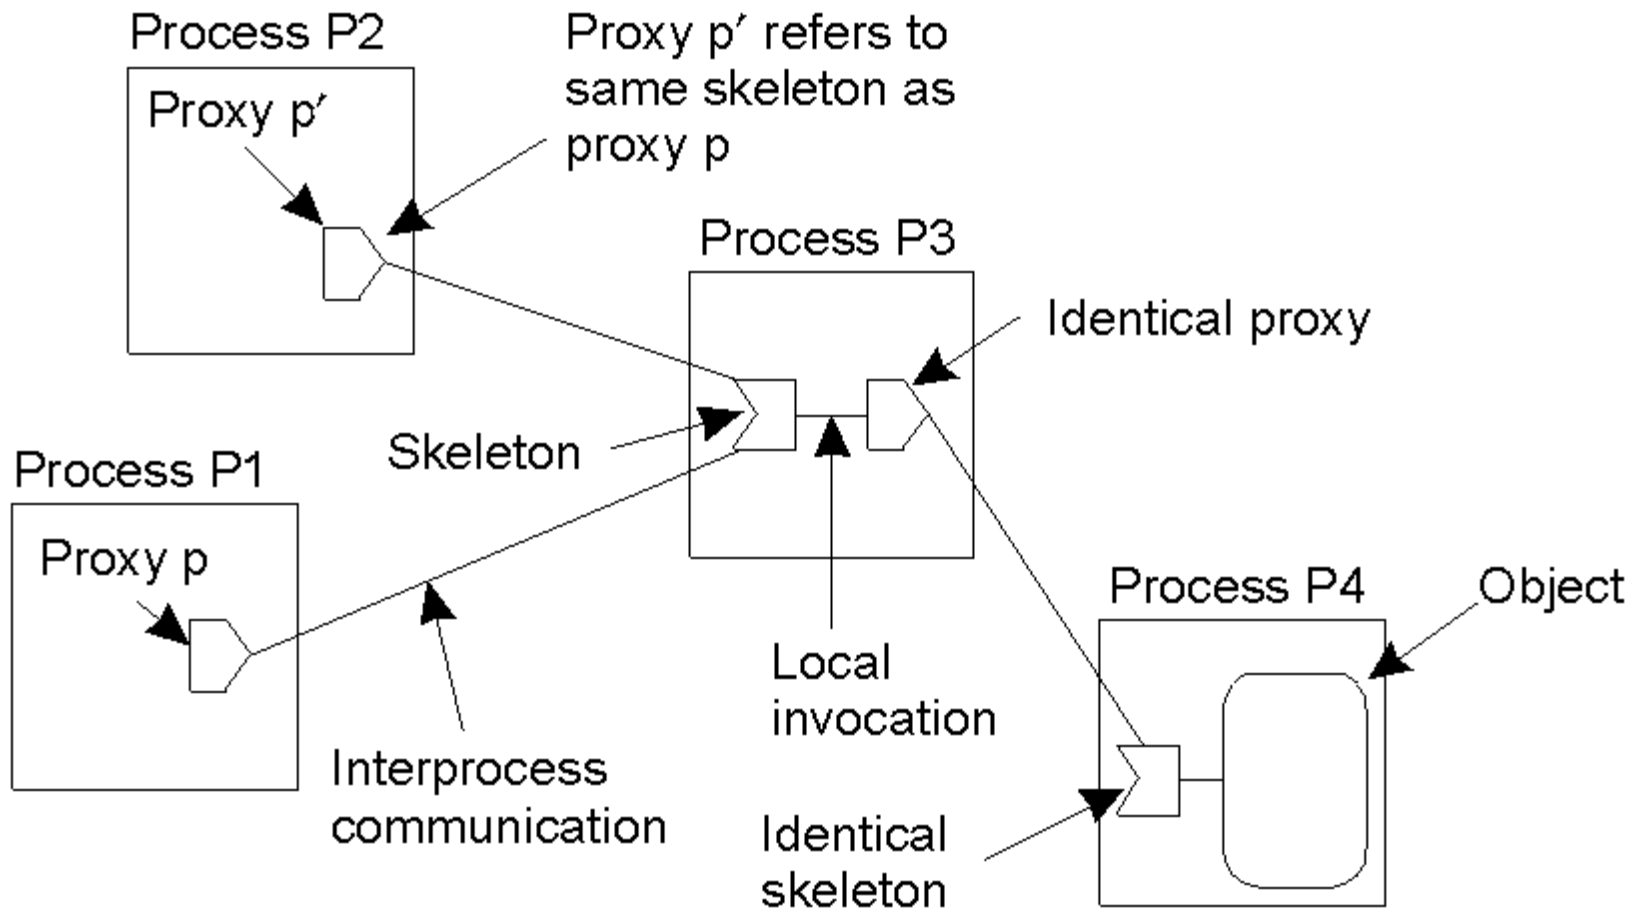 Process P2
Proxy p′ refers to
same skeleton as
proxy p
Proxy p′
Process P3
Identical proxy
Skeleton
Process P1
Proxy p
Process P4
Object
Local
invocation
Interprocess
communication
Identical
skeleton